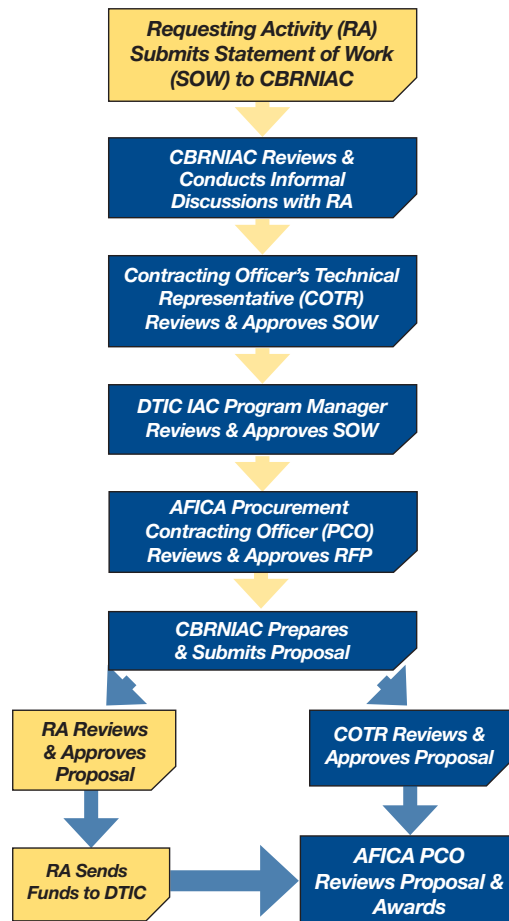 Requesting Activity (RA)
Submits Statement of Work
(SOW) to CBRNIAC
CBRNIAC Reviews &
Conducts Informal
Discussions with RA
Contracting Officer's Technical
Representative (COTR)
Reviews & Approves SOW
DTIC IAC Program Manager
Reviews & Approves SOW
AFICA Procurement
Contracting Officer (PCO)
Reviews & Approves RFP
CBRNIAC Prepares
& Submits Proposal
RA Reviews
& Approves
Proposal
COTR Reviews &
Approves Proposal
RA Sends
Funds to DTIC
AFICA PCO
Reviews Proposal &
Awards